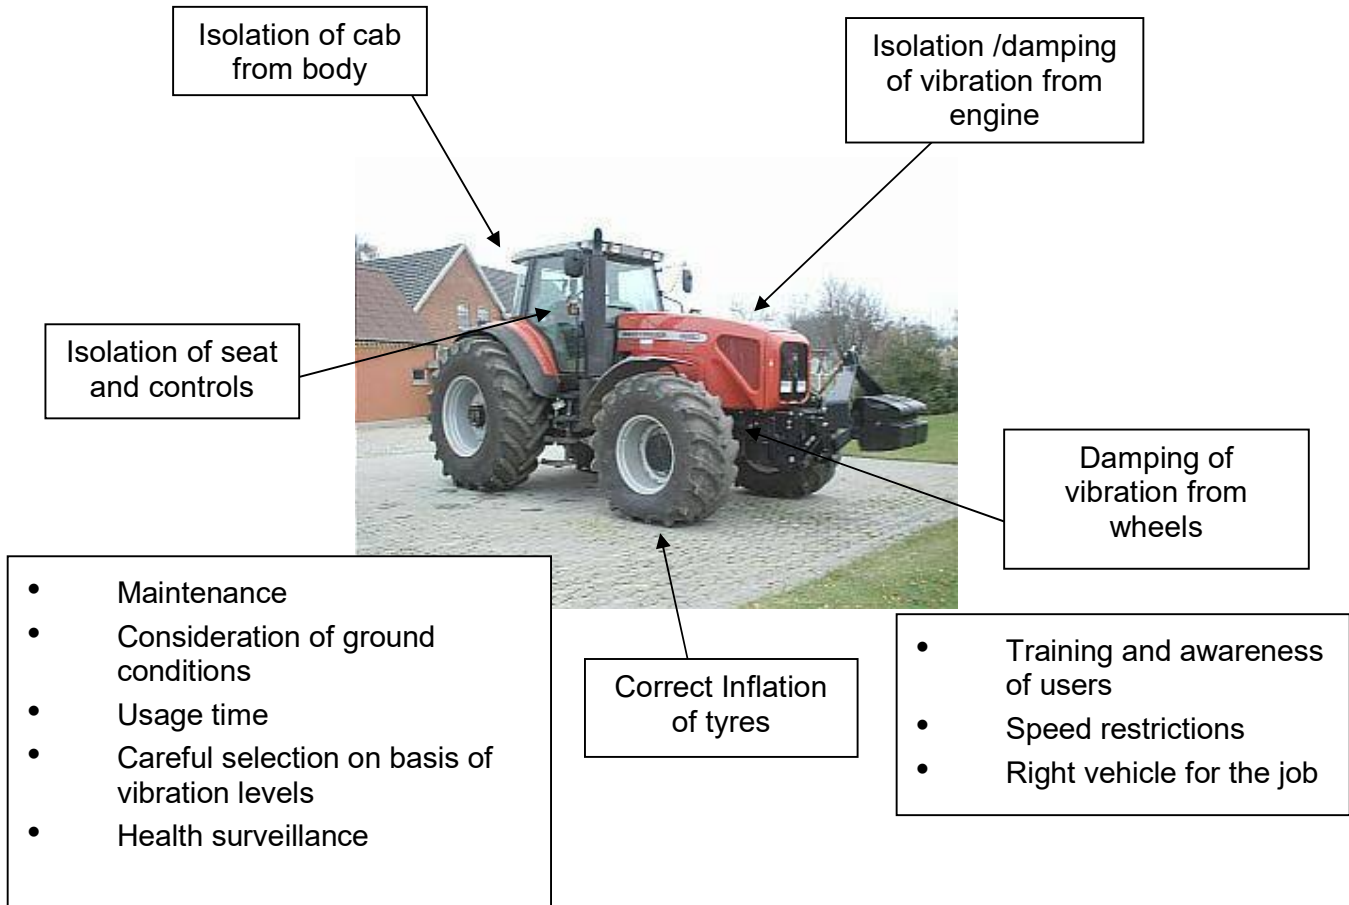 Isolation of cab
from body
Isolation /damping
of vibration from
engine
Isolation of seat
and controls
Damping of
vibration from
wheels
• Maintenance
• Consideration of ground
conditions
• Usage time
• Careful selection on basis of
vibration levels
• Health surveillance
Correct Inflation
of tyres
• Training and awareness
of users
• Speed restrictions
• Right vehicle for the job